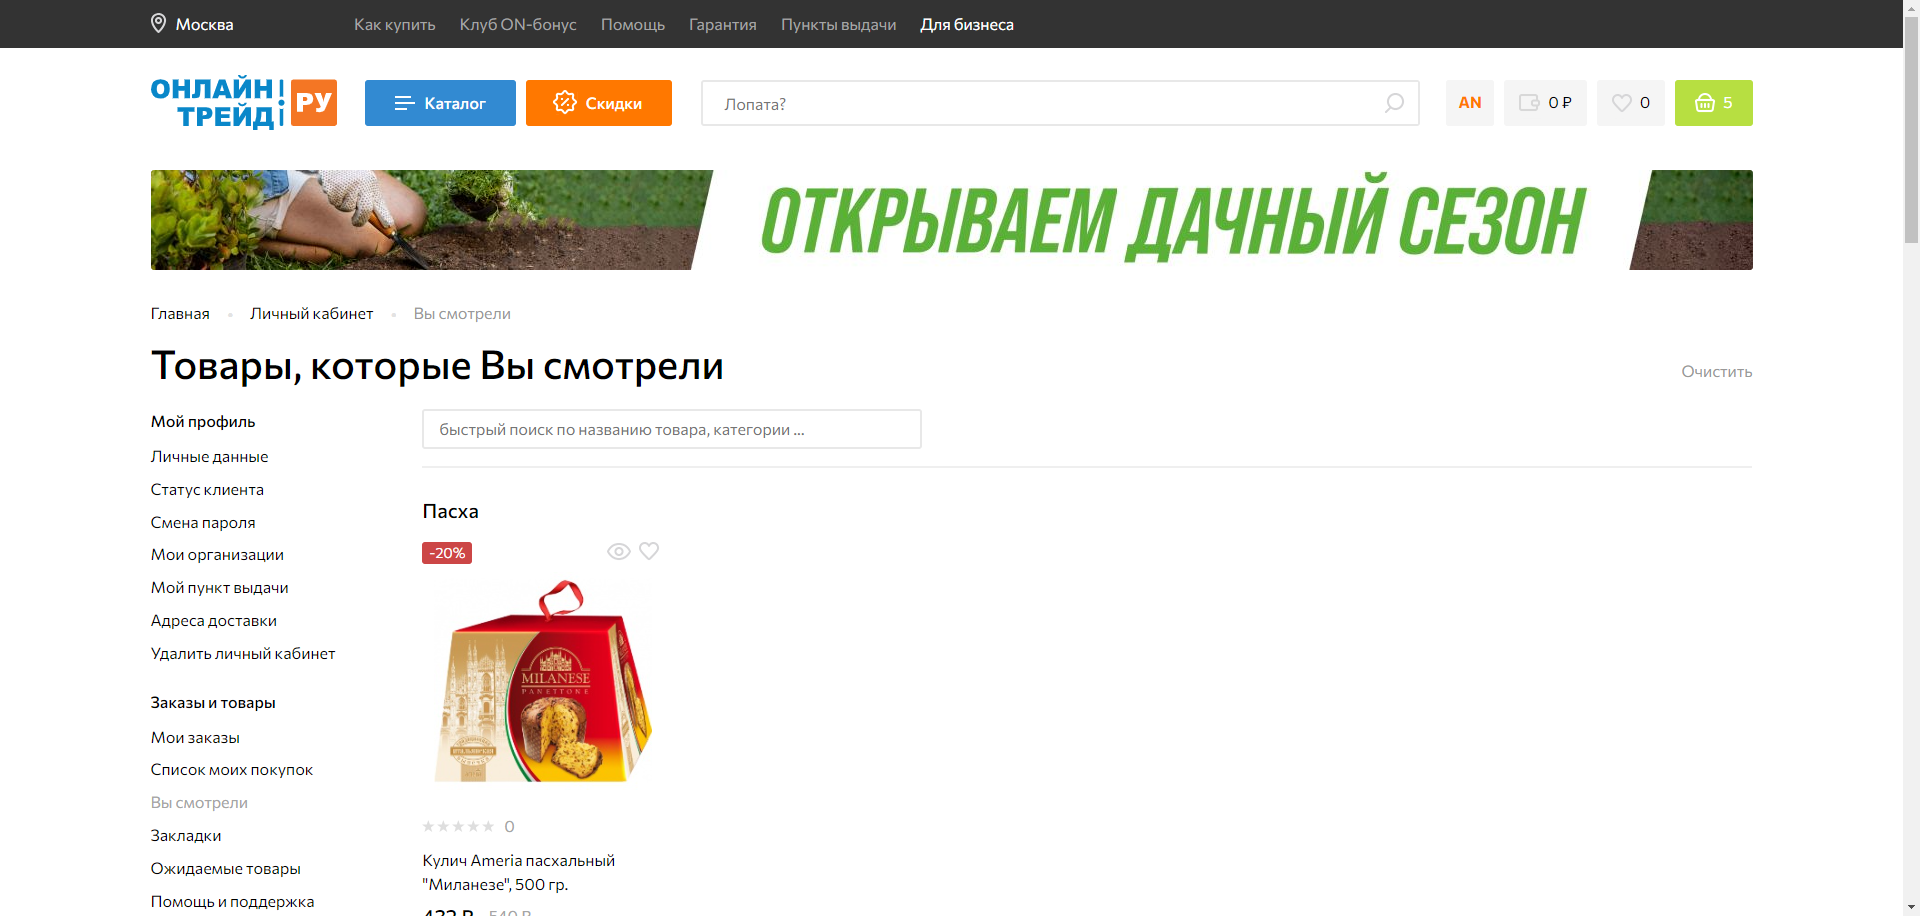 Москва
Как купить
Клуб ON-бонус
Помощь
Гарантия
Пункты выдачи
Для бизнеса
ОНЛАЙН
ТРЕЙД
РУ
Каталог
Скидки
Лопата?
AN
0 ₽
0
5
ОТКРЫВАЕМ ДАЧНЫЙ СЕЗОН
Главная
Личный кабинет
Вы смотрели
Товары, которые Вы смотрели
Очистить
Мой профиль
Личные данные
Статус клиента
Смена пароля
Мои организации
Мой пункт выдачи
Адреса доставки
Удалить личный кабинет
Заказы и товары
Мои заказы
Список моих покупок
Вы смотрели
Закладки
Ожидаемые товары
Помощь и поддержка
быстрый поиск по названию товара, категории ...
Пасха
-20%
MILANESE
PANETTONE
0
Кулич Ameria пасхальный
"Миланезе", 500 гр.
432 ₽ 540 ₽